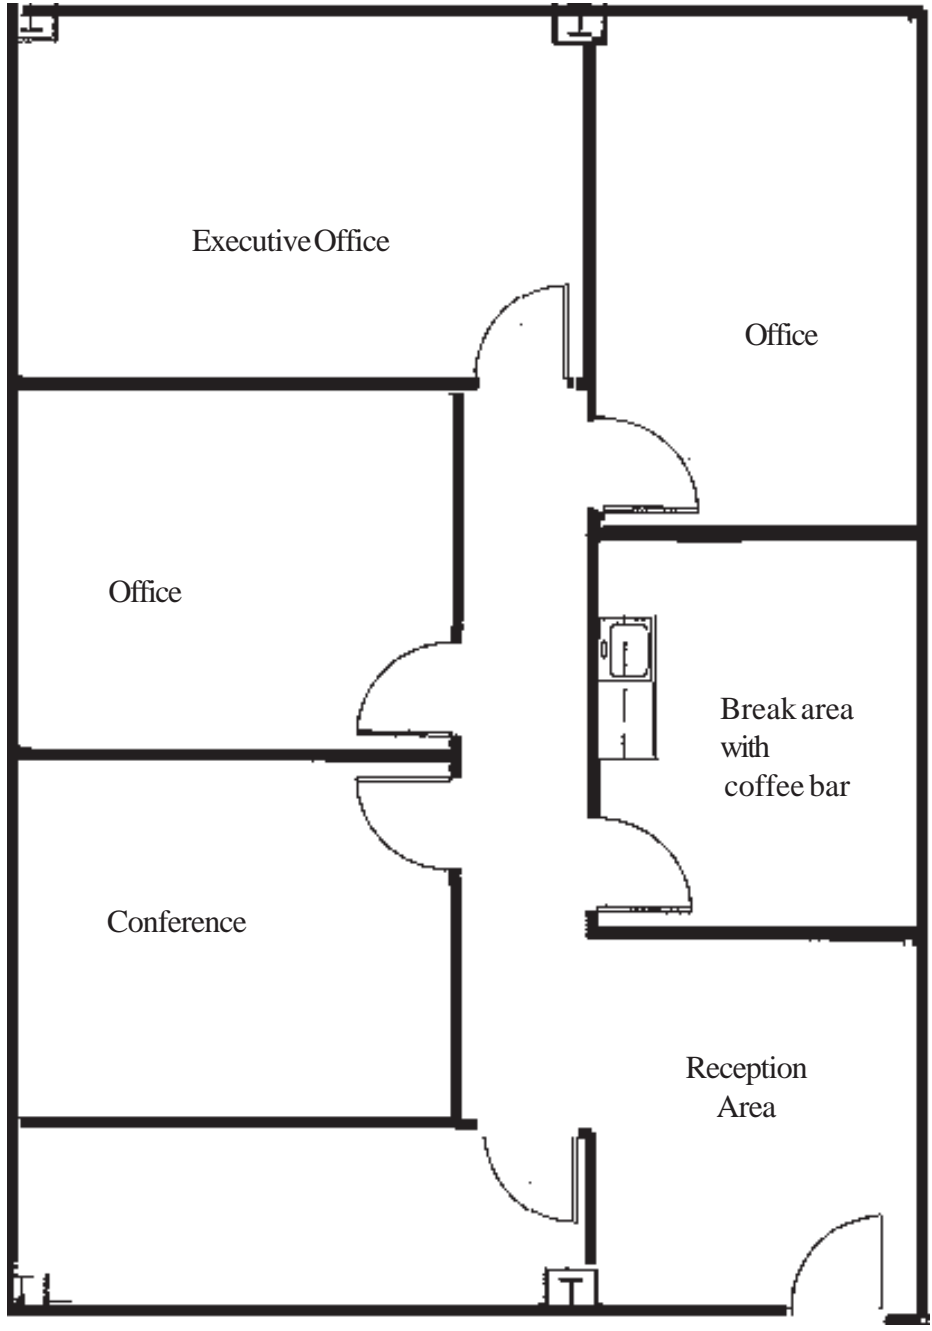 Executive Office
Office
Office
Break area
with
coffee bar
Conference
Reception
Area